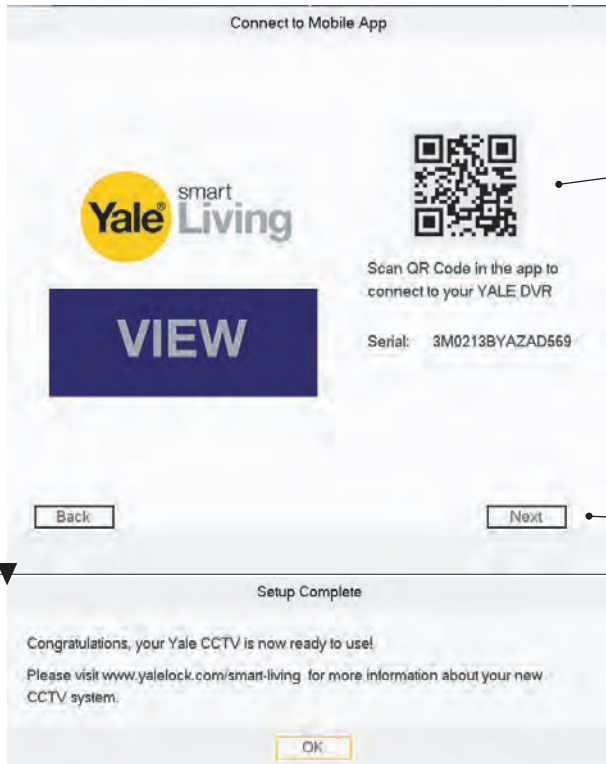 Connect to Mobile App
Yale® smart
Living
Scan QR Code in the app to
connect to your YALE DVR
VIEW
Serial: 3M0213BYAZAD569
Back
Next
Setup Complete
Congratulations, your Yale CCTV is now ready to use!
Please visit www.yalelock.com/smart-living for more information about your new
CCTV system.
OK